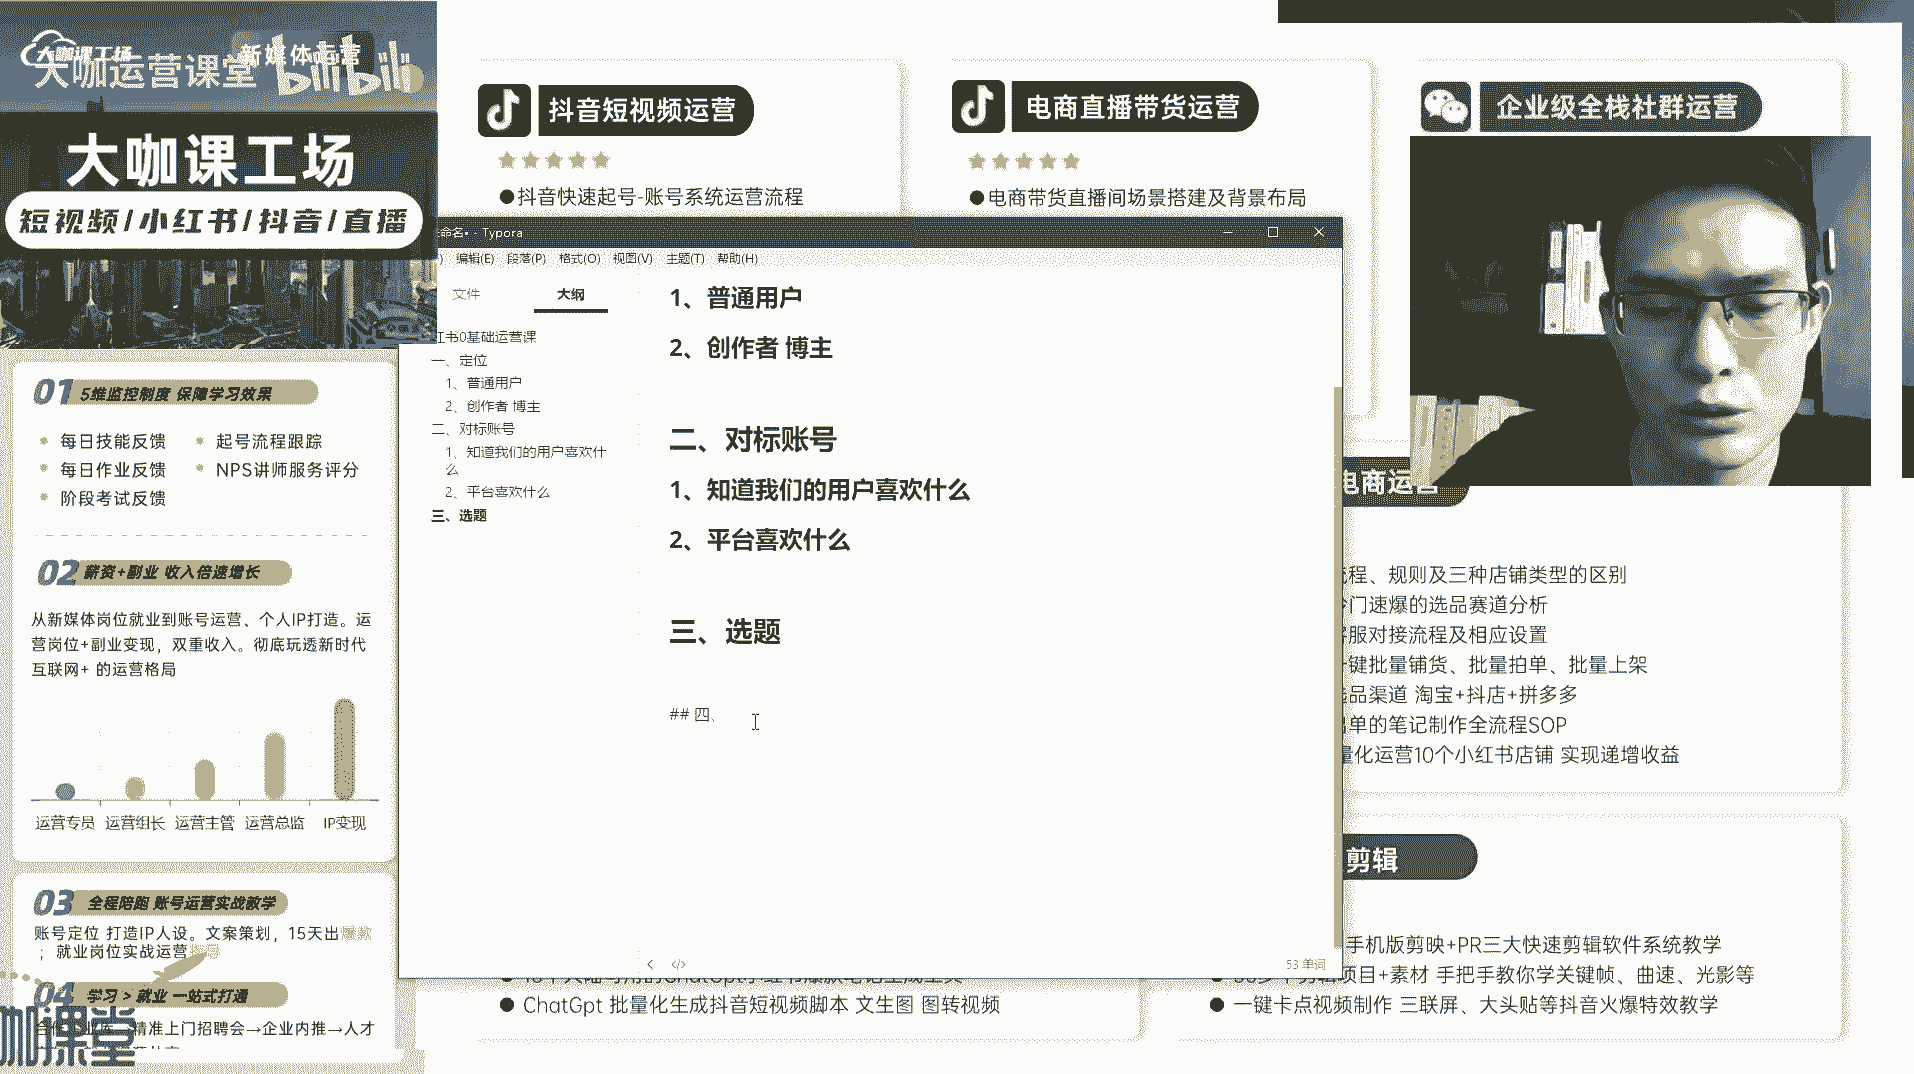 大咖课工场
大咖运营课堂
新媒体运营
bilibili
大咖课工场
短视频/小红书/抖音/直播
01 5维监控制度 保障学习效果
每日技能反馈
起号流程跟踪
每日作业反馈
NPS讲师服务评分
阶段考试反馈
02 薪资+副业 收入倍速增长
从新媒体岗位就业到账号运营、个人IP打造。运
营岗位+副业变现，双重收入。彻底玩透新时代
互联网+ 的运营格局
运营专员 运营组长 运营主管 运营总监 IP变现
03 全程陪跑 账号运营实战教学
账号定位 打造IP人设。文案策划，15天出爆款
；就业岗位实战运营指导
04 学习 > 就业 一站式打通
精准上门招聘会→企业内推→人才
咖课堂
抖音短视频运营
●抖音快速起号-账号系统运营流程
电商直播带货运营
●电商带货直播间场景搭建及背景布局
企业级全栈社群运营
命名• - Typora
编辑(E) 段落(P) 格式(O) 视图(V) 主题(T) 帮助(H)
文件
大纲
红书0基础运营课
一、定位
1、普通用户
2、创作者 博主
二、对标账号
1、知道我们的用户喜欢什
么
2、平台喜欢什么
三、选题
1、普通用户
2、创作者 博主
二、对标账号
1、知道我们的用户喜欢什么
2、平台喜欢什么
三、选题
## 四、
53 单词
电商运营
流程、规则及三种店铺类型的区别
冷门速爆的选品赛道分析
客服对接流程及相应设置
一键批量铺货、批量拍单、批量上架
选品渠道 淘宝+抖店+拼多多
出单的笔记制作全流程SOP
量化运营10个小红书店铺 实现递增收益
● ChatGpt 批量化生成抖音短视频脚本 文生图 图转视频
剪辑
手机版剪映+PR三大快速剪辑软件系统教学
项目+素材 手把手教你学关键帧、曲速、光影等
● 一键卡点视频制作 三联屏、大头贴等抖音火爆特效教学